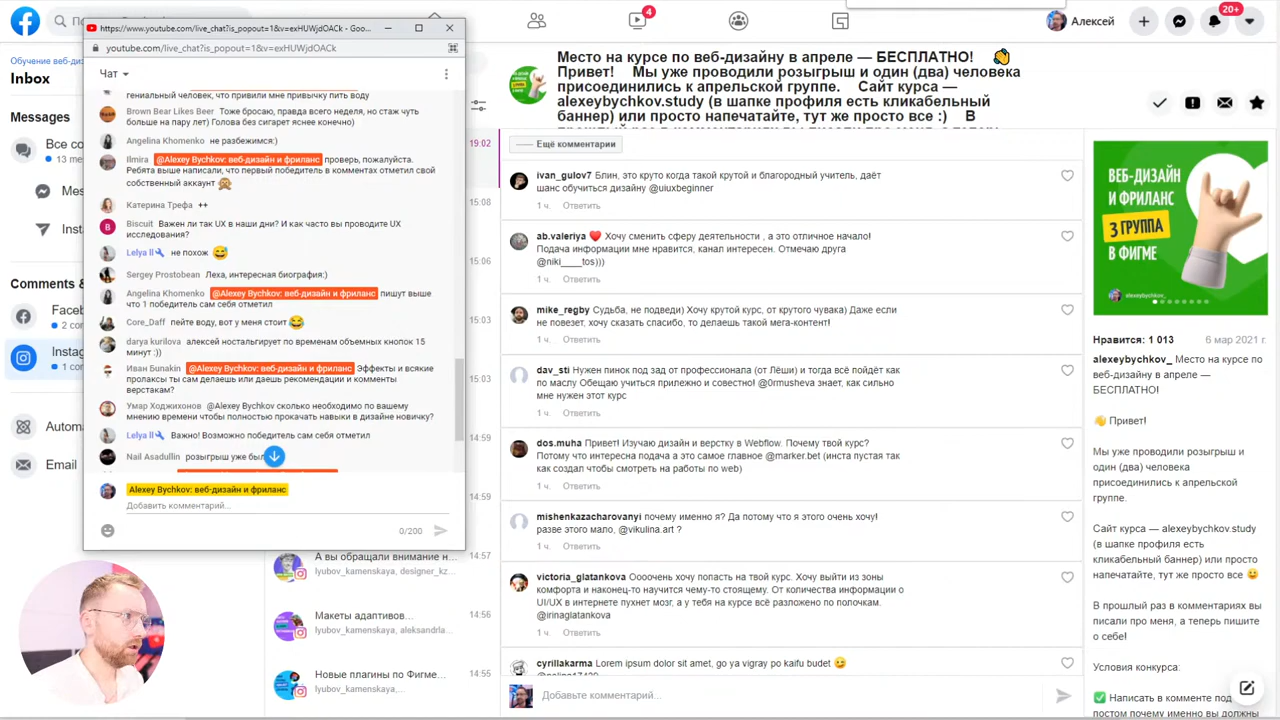 https://www.youtube.com/live_chat?is_popout=1&v=exHUWjdOACk - Goo...
youtube.com/live_chat?is_popout=1&v=exHUWjdOACk
Чат
гениальный человек, что привили мне привычку пить воду
Brown Bear Likes Beer Тоже бросаю, правда всего неделя, но стаж чуть
больше на пару лет) Голова без сигарет яснее конечно)
Angelina Khomenko не разбежимся:)
Ilmira @Alexey Bychkov: веб-дизайн и фриланс проверь, пожалуйста.
Ребята выше написали, что первый победитель в комментах отметил свой
собственный аккаунт 🙊
Катерина Трефа ++
Biscuit Важен ли так UX в наши дни? И как часто вы проводите UX
исследования?
Lelya ll не похож 😅
Sergey Prostobean Леха, интересная биография:)
Angelina Khomenko @Alexey Bychkov: веб-дизайн и фриланс пишут выше
что 1 победитель сам себя отметил
Core_Daff пейте воду, вот у меня стоит 😂
darya kurilova алексей ностальгирует по временам объемных кнопок 15
минут :))
Иван Бunakin @Alexey Bychkov: веб-дизайн и фриланс Эффекты и всякие
пролаксы ты сам делаешь или даешь рекомендации и комменты
верстакам?
Умар Ходжихонов @Alexey Bychkov сколько необходимо по вашему
мнению времени чтобы полностью прокачать навыки в дизайне новичку?
Lelya ll Важно! Возможно победитель сам себя отметил
Nail Asadullin розыгрыш уже был
Alexey Bychkov: веб-дизайн и фриланс
Добавить комментарий...
0/200
Обучение веб-диз
Inbox
Messages
Все со
13 me
Mes
Inst
Comments &
Face
2 co
Instag
1 co
Automa
Email
А вы обращали внимание н...
lyubov_kamenskaya, designer_kz...
Макеты адаптивов...
lyubov_kamenskaya, aleksandrla...
Новые плагины по Фигме...
lyubov_kamenskaya,...
19:02
15:08
15:06
15:03
15:03
14:59
14:59
14:57
14:56
14:55
4
Алексей
20+
Место на курсе по веб-дизайну в апреле — БЕСПЛАТНО! 👋
Привет! Мы уже проводили розыгрыш и один (два) человека
присоединились к апрельской группе. Сайт курса —
alexeybychkov.study (в шапке профиля есть кликабельный
баннер) или просто напечатайте, тут же просто все :) В
Ещё комментарии
ivan_gulov7 Блин, это круто когда такой крутой и благородный учитель, даёт
шанс обучиться дизайну @uiuxbeginner
1 ч. Ответить
ab.valeriya ❤️ Хочу сменить сферу деятельности , а это отличное начало!
Подача информации мне нравится, канал интересен. Отмечаю друга
@niki____tos)))
1 ч. Ответить
mike_regby Судьба, не подведи) Хочу крутой курс, от крутого чувака) Даже если
не повезет, хочу сказать спасибо, то делаешь такой мега-контент!
1 ч. Ответить
dav_sti Нужен пинок под зад от профессионала (от Лёши) и тогда всё пойдёт как
по маслу Обещаю учиться прилежно и совестно! @0rmusheva знает, как сильно
мне нужен этот курс
1 ч. Ответить
dos.muha Привет! Изучаю дизайн и верстку в Webflow. Почему твой курс?
Потому что интересна подача а это самое главное @marker.bet (инста пустая так
как создал чтобы смотреть на работы по web)
1 ч. Ответить
mishenkazacharovanyi почему именно я? Да потому что я этого очень хочу!
разве этого мало, @vikulina.art ?
1 ч. Ответить
victoria_glatankova Оооочень хочу попасть на твой курс. Хочу выйти из зоны
комфорта и наконец-то научится чему-то стоящему. От количества информации о
UI/UX в интернете пухнет мозг, а у тебя на курсе всё разложено по полочкам.
@irinaglatankova
1 ч. Ответить
cyrillakarma Lorem ipsum dolor sit amet, go ya vigray po kaifu budet 😄
Добавьте комментарий...
ВЕБ-ДИЗАЙН
И ФРИЛАНС
3 ГРУППА
В ФИГМЕ
alexeybychkov_
Нравится: 1 013 6 мар 2021 г.
alexeybychkov_ Место на курсе по
веб-дизайну в апреле —
БЕСПЛАТНО!
👋 Привет!
Мы уже проводили розыгрыш и
один (два) человека
присоединились к апрельской
группе.
Сайт курса — alexeybychkov.study
(в шапке профиля есть
кликабельный баннер) или просто
напечатайте, тут же просто все 😄
В прошлый раз в комментариях вы
писали про меня, а теперь пишите
о себе!
Условия конкурса:
✅ Написать в комменте под
постом почему именно вы должны